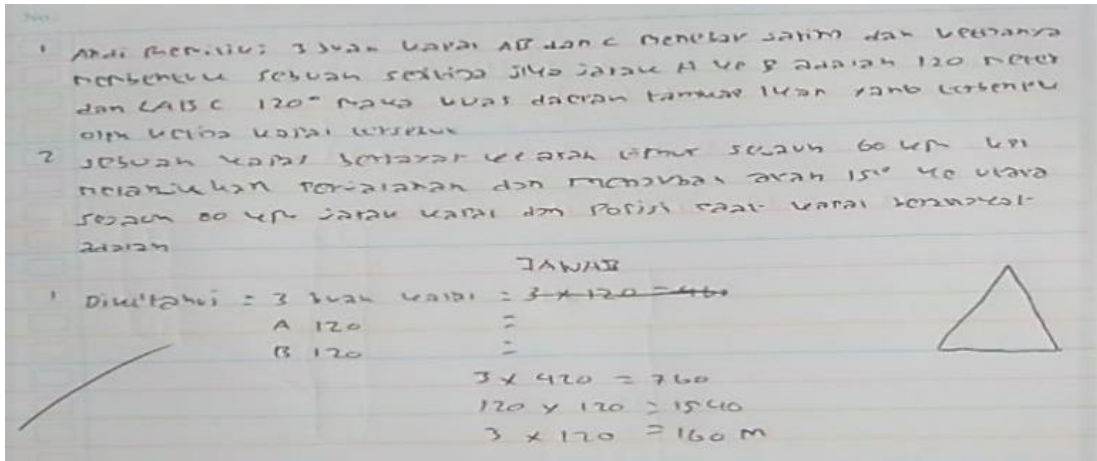 No.
1 Andi memiliki 3 buah kapal AB dan C menebar jaring dan ketiganya
membentuk sebuah segitiga jika jarak A ke B adalah 120 meter
dan ∠ABC 120° maka luas daerah tangkap ikan yang terbentuk
oleh ketiga kapal tersebut
2 sebuah kapal berlayar ke arah timur sejauh 60 km
melanjutkan perjalanan dan mengubah arah 150° ke utara
sejauh 80 km jarak kapal dan posisi saat kapal berangkat
adalah
JAWAB
1 Diketahui = 3 buah kapal = 3 x 120 = 460
A 120 =
B 120 =
3 x 420 = 760
120 x 120 = 1540
3 x 120 = 160 m